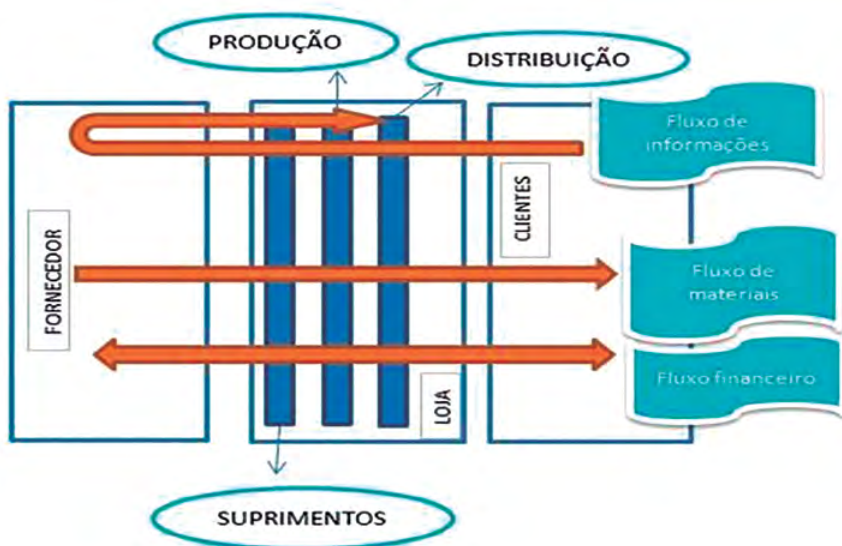 PRODUÇÃO
DISTRIBUIÇÃO
Fluxo de
informações
CLIENTES
FORNECEDOR
Fluxo de
materiais
Fluxo financeiro
LOJA
SUPRIMENTOS